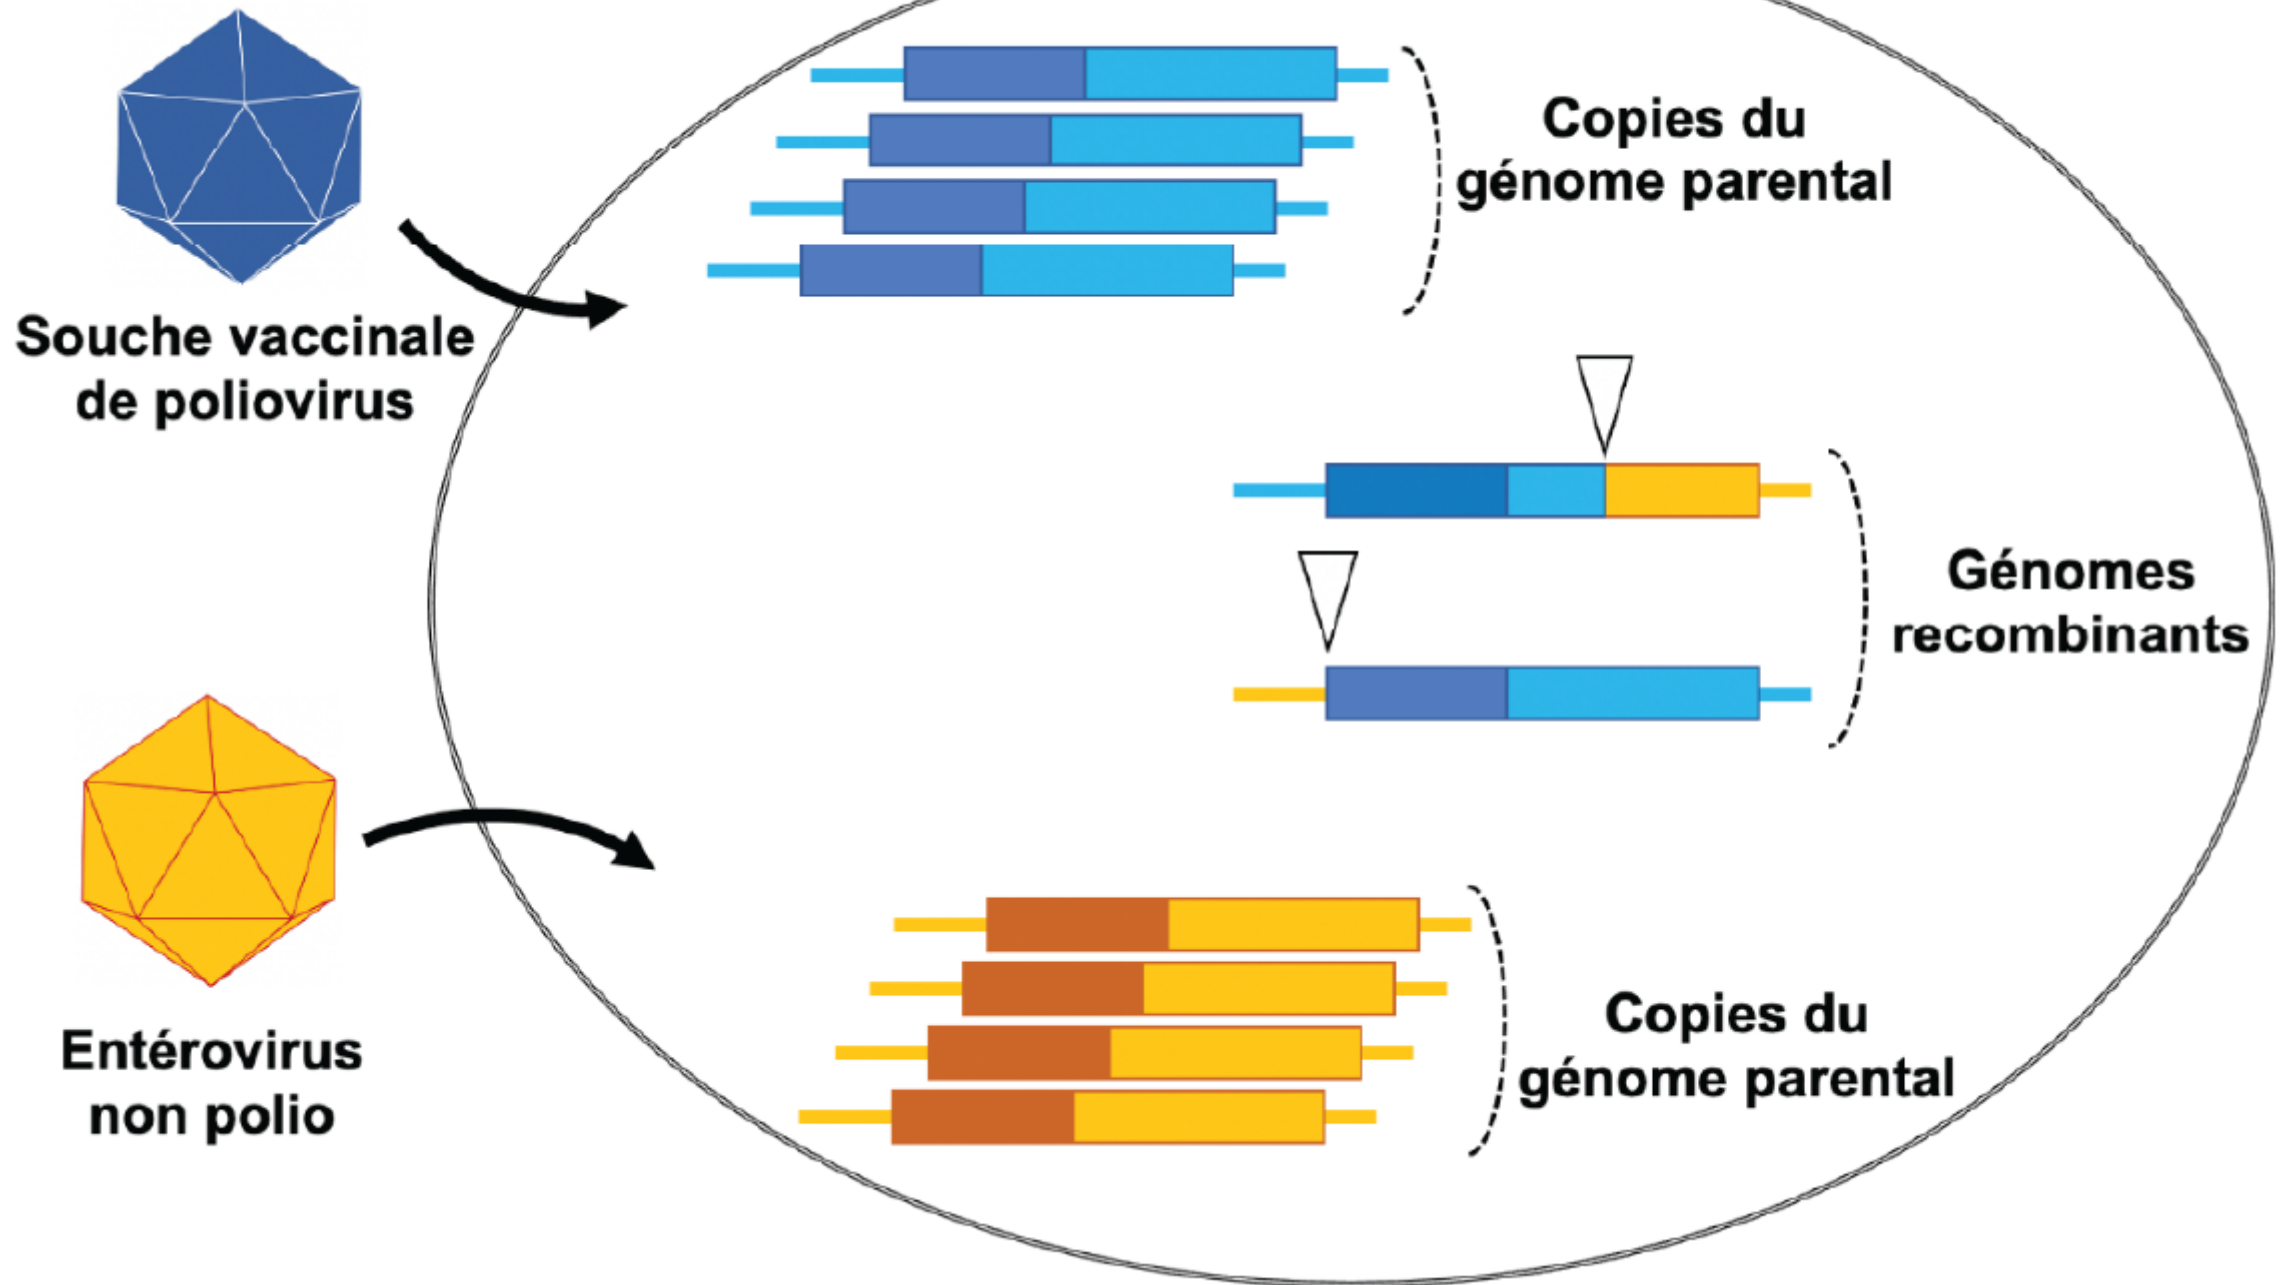 Souche vaccinale
de poliovirus
Copies du
génome parental
Génomes
recombinants
Entérovirus
non polio
Copies du
génome parental